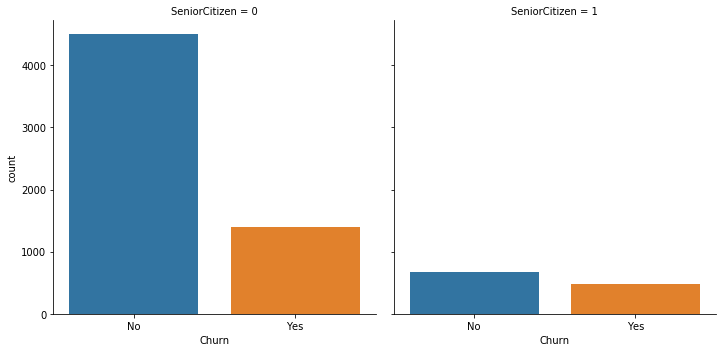 SeniorCitizen = 0
SeniorCitizen = 1
count
4000
3000
2000
1000
0
No
Yes
No
Yes
Churn
Churn